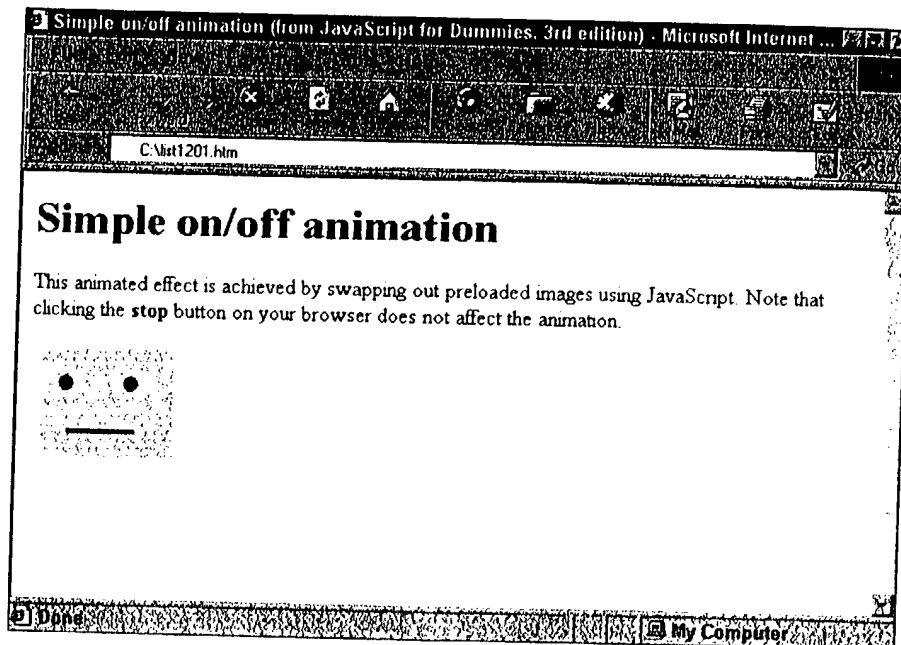 Simple on/off animation (from JavaScript for Dummies, 3rd edition) - Microsoft Internet ...
C:\list1201.htm
Simple on/off animation
This animated effect is achieved by swapping out preloaded images using JavaScript. Note that
clicking the stop button on your browser does not affect the animation.
Done
My Computer